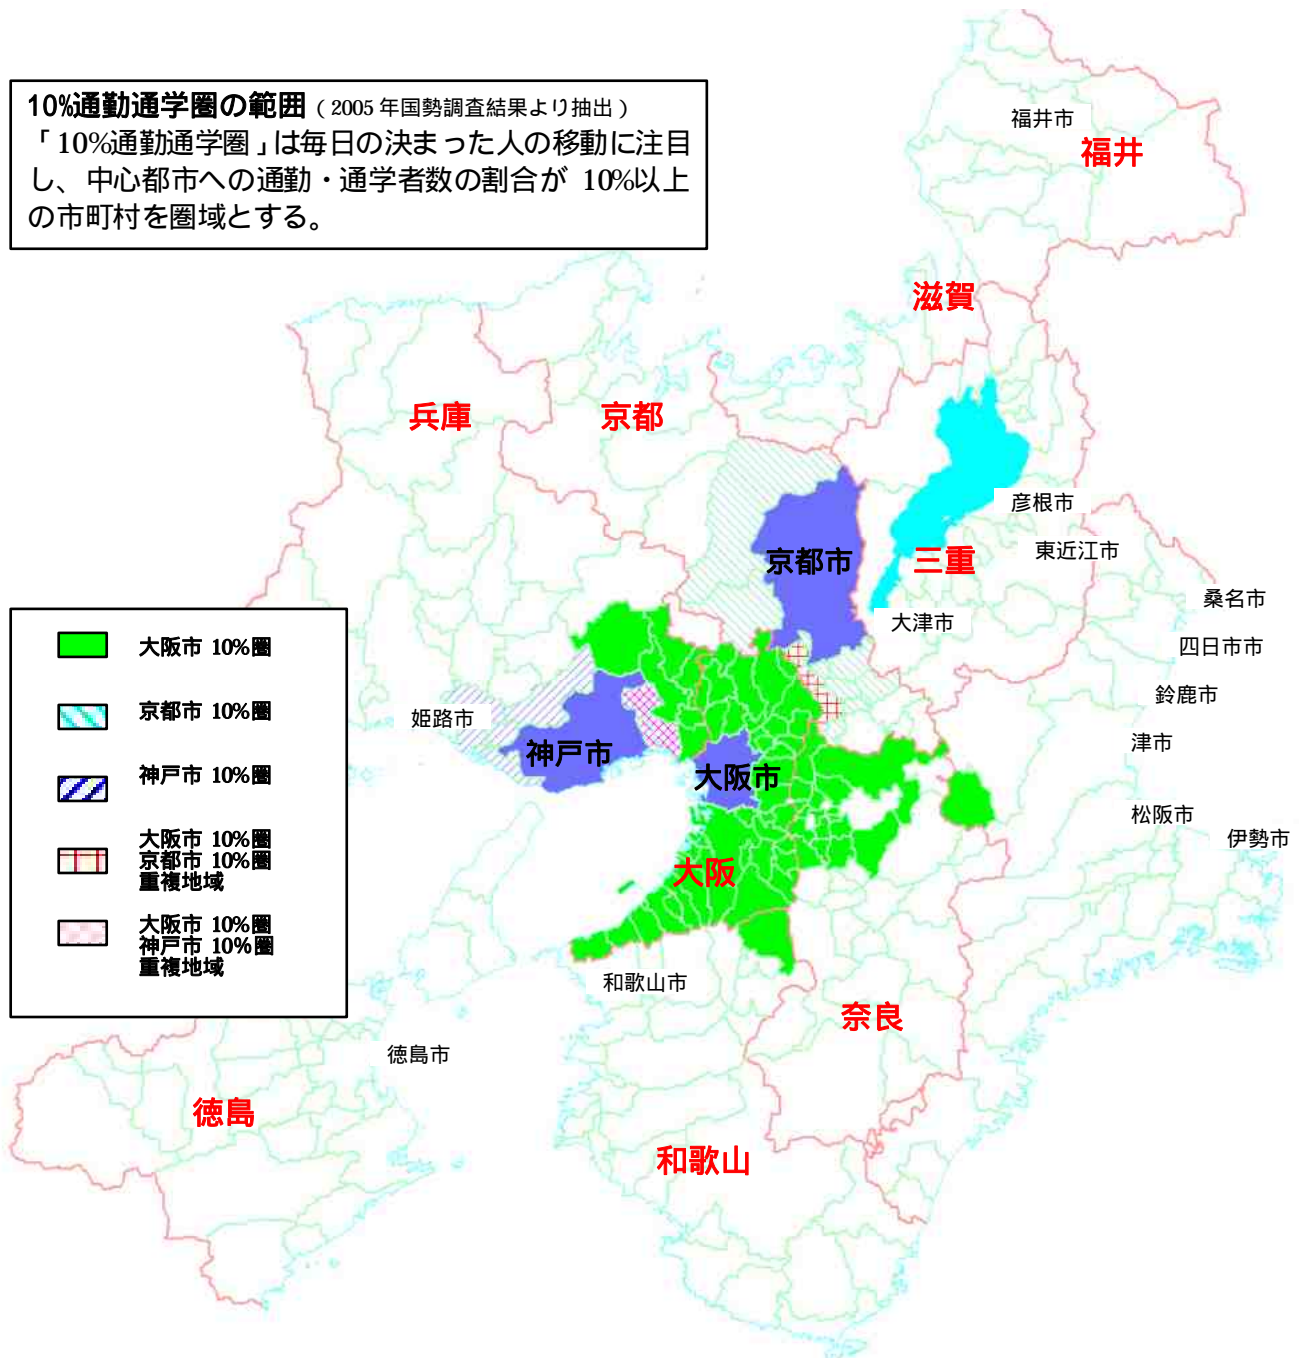 10%通勤通学圏の範囲(2005年国勢調査結果より抽出)
「10%通勤通学圏」は毎日の決まった人の移動に注目
し、中心都市への通勤・通学者数の割合が 10%以上
の市町村を圏域とする。
福井市
福井
滋賀
兵庫
京都
彦根市
京都市
三重
東近江市
桑名市
大津市
四日市市
鈴鹿市
姫路市
津市
神戸市
大阪市
松阪市
伊勢市
大阪
和歌山市
奈良
徳島市
徳島
和歌山
大阪市 10%圏
京都市 10%圏
神戸市 10%圏
大阪市 10%圏
京都市 10%圏
重複地域
大阪市 10%圏
神戸市 10%圏
重複地域